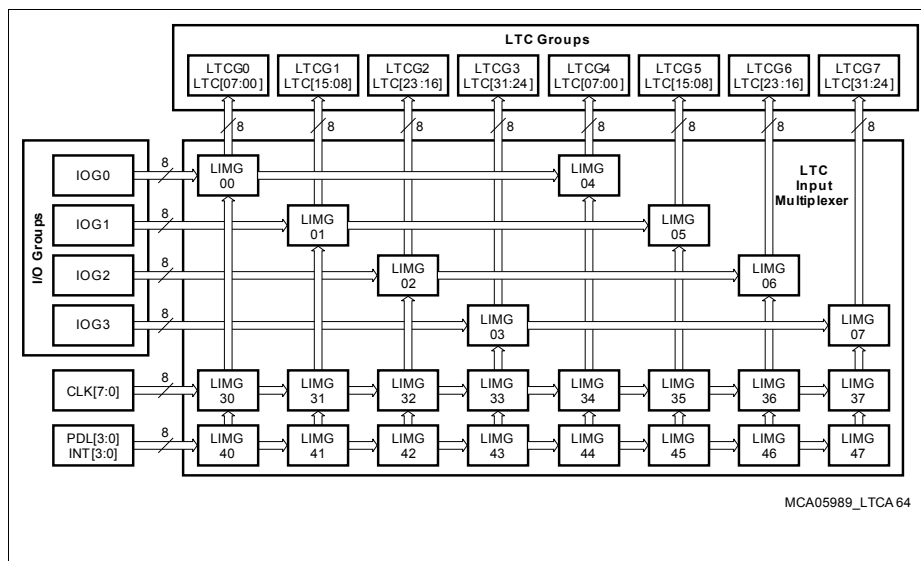 LTC Groups
LTCG0 LTCG1 LTCG2 LTCG3 LTCG4 LTCG5 LTCG6 LTCG7
LTC[07:00] LTC[15:08] LTC[23:16] LTC[31:24] LTC[07:00] LTC[15:08] LTC[23:16] LTC[31:24]
8 8 8 8 8 8 8 8
I/O Groups
IOG0 8 LIMG 00 LIMG 04
LTC
Input
Multiplexer
IOG1 8 LIMG 01 LIMG 05
IOG2 8 LIMG 02 LIMG 06
IOG3 8 LIMG 03 LIMG 07
CLK[7:0] 8 LIMG 30 LIMG 31 LIMG 32 LIMG 33 LIMG 34 LIMG 35 LIMG 36 LIMG 37
PDL[3:0] INT[3:0] 8 LIMG 40 LIMG 41 LIMG 42 LIMG 43 LIMG 44 LIMG 45 LIMG 46 LIMG 47
MCA05989_LTCA 64